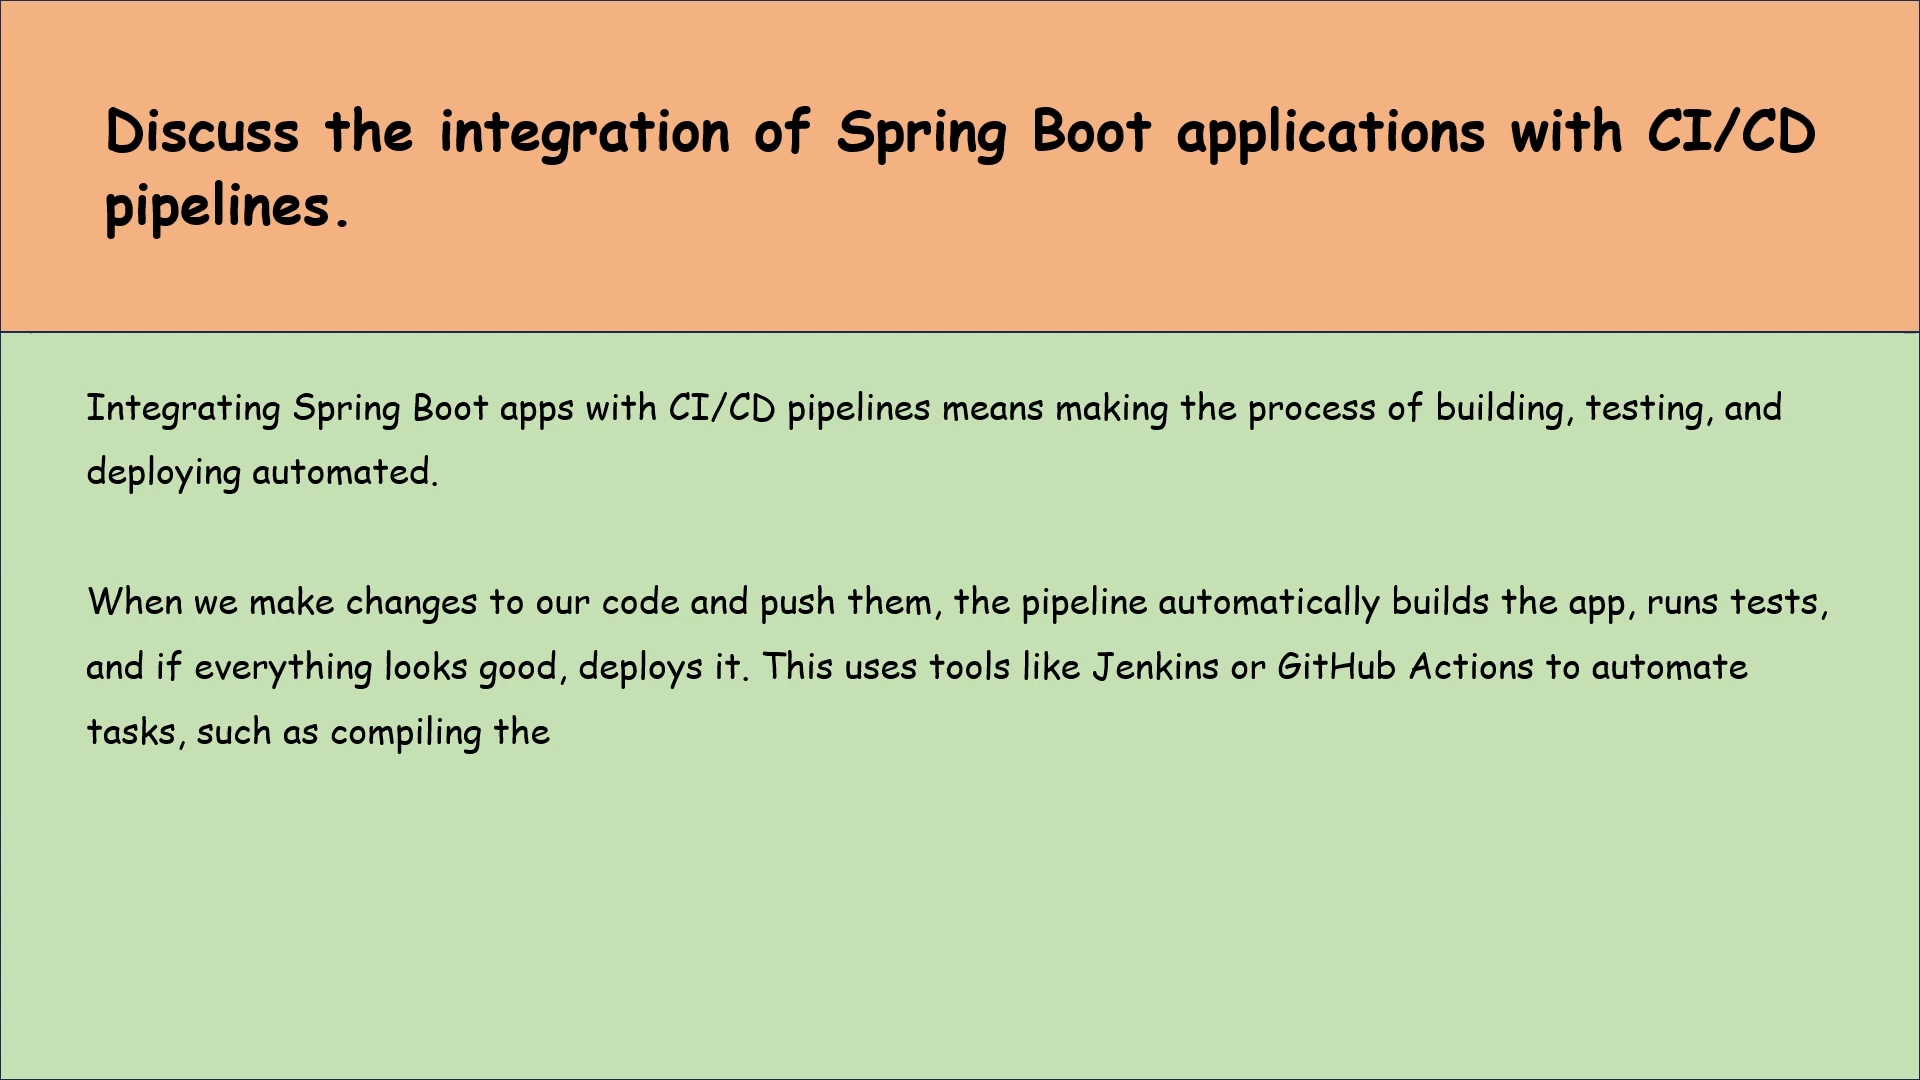 Discuss the integration of Spring Boot applications with CI/CD
pipelines.
Integrating Spring Boot apps with CI/CD pipelines means making the process of building, testing, and
deploying automated.
When we make changes to our code and push them, the pipeline automatically builds the app, runs tests,
and if everything looks good, deploys it. This uses tools like Jenkins or GitHub Actions to automate
tasks, such as compiling the